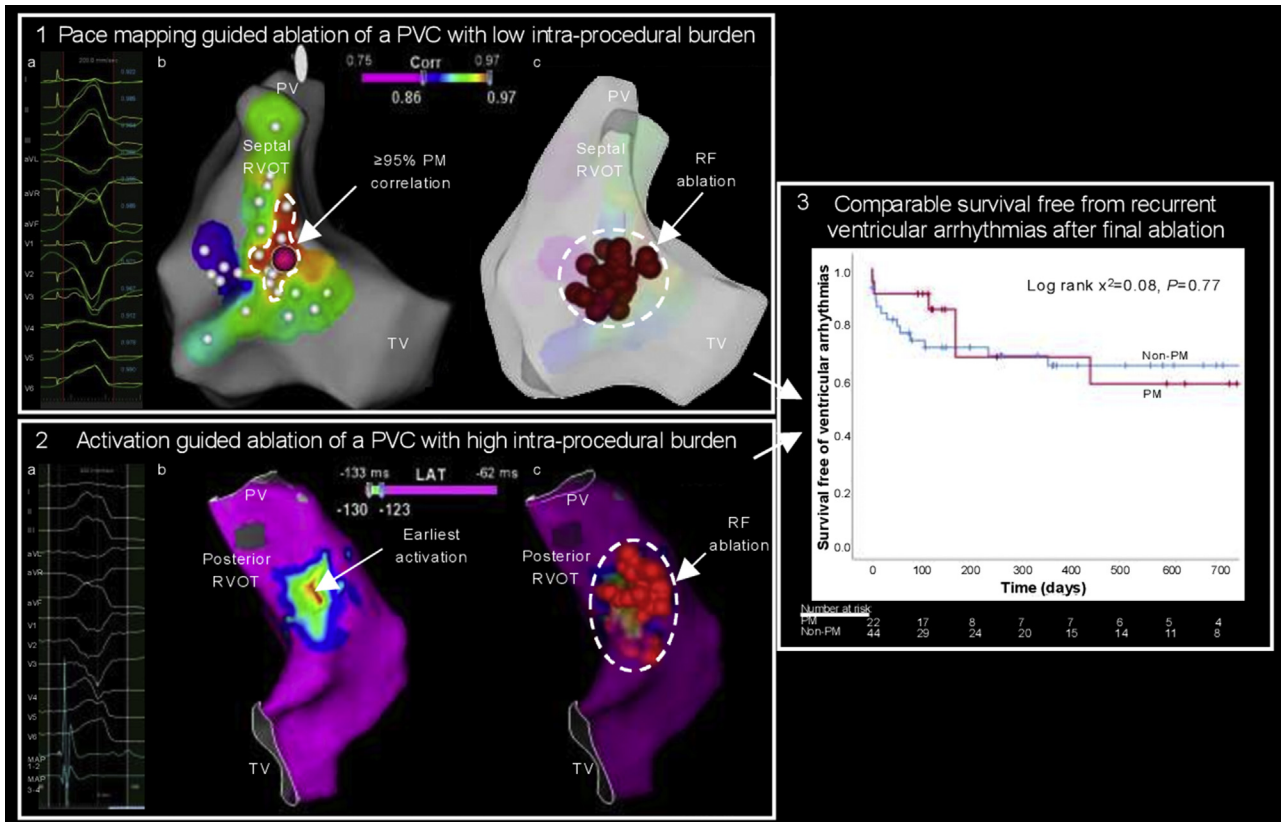 1 Pace mapping guided ablation of a PVC with low intra-procedural burden
a
b
c
I
II
III
aVL
aVR
aVF
V1
V2
V3
V4
V5
V6
PV
Septal
RVOT
≥95% PM
correlation
0.75 Corr 0.97
0.86 0.97
TV
PV
Septal
RVOT
RF
ablation
TV
2 Activation guided ablation of a PVC with high intra-procedural burden
a
b
c
I
II
III
aVL
aVR
aVF
V1
V2
V3
V4
V5
V6
MAP
1-2
MAP
3-4
PV
Posterior
RVOT
-133 ms LAT -62 ms
-130 -123
Earliest
activation
TV
PV
Posterior
RVOT
RF
ablation
TV
3 Comparable survival free from recurrent
ventricular arrhythmias after final ablation
Survival free of ventricular arrhythmias
1.0
0.8
0.6
0.4
0.2
0.0
Log rank x²=0.08, P=0.77
Non-PM
PM
0 100 200 300 400 500 600 700
Time (days)
Number at risk
PM 22 17 8 7 7 6 5 4
Non-PM 44 29 24 20 15 14 11 8